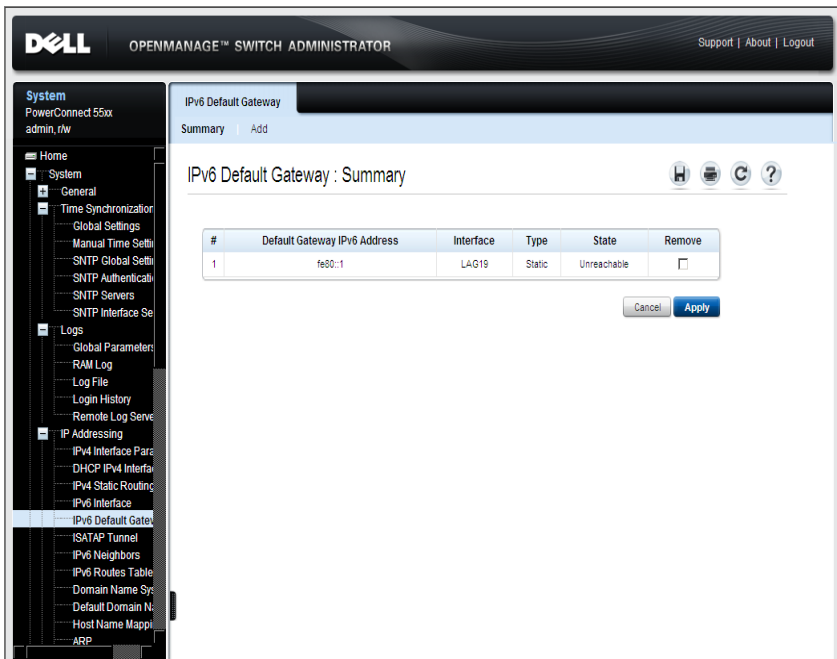 DELL
OPENMANAGE™ SWITCH ADMINISTRATOR
Support | About | Logout
System
PowerConnect 55xx
admin, r/w
Home
System
General
Time Synchronization
Global Settings
Manual Time Settin
SNTP Global Settin
SNTP Authenticati
SNTP Servers
SNTP Interface Se
Logs
Global Parameters
RAM Log
Log File
Login History
Remote Log Serve
IP Addressing
IPv4 Interface Para
DHCP IPv4 Interfac
IPv4 Static Routing
IPv6 Interface
IPv6 Default Gatew
ISATAP Tunnel
IPv6 Neighbors
IPv6 Routes Table
Domain Name Sys
Default Domain Na
Host Name Mappi
ARP
IPv6 Default Gateway
Summary Add
IPv6 Default Gateway : Summary
?
# Default Gateway IPv6 Address Interface Type State Remove
1 fe80::1 LAG19 Static Unreachable
Cancel Apply